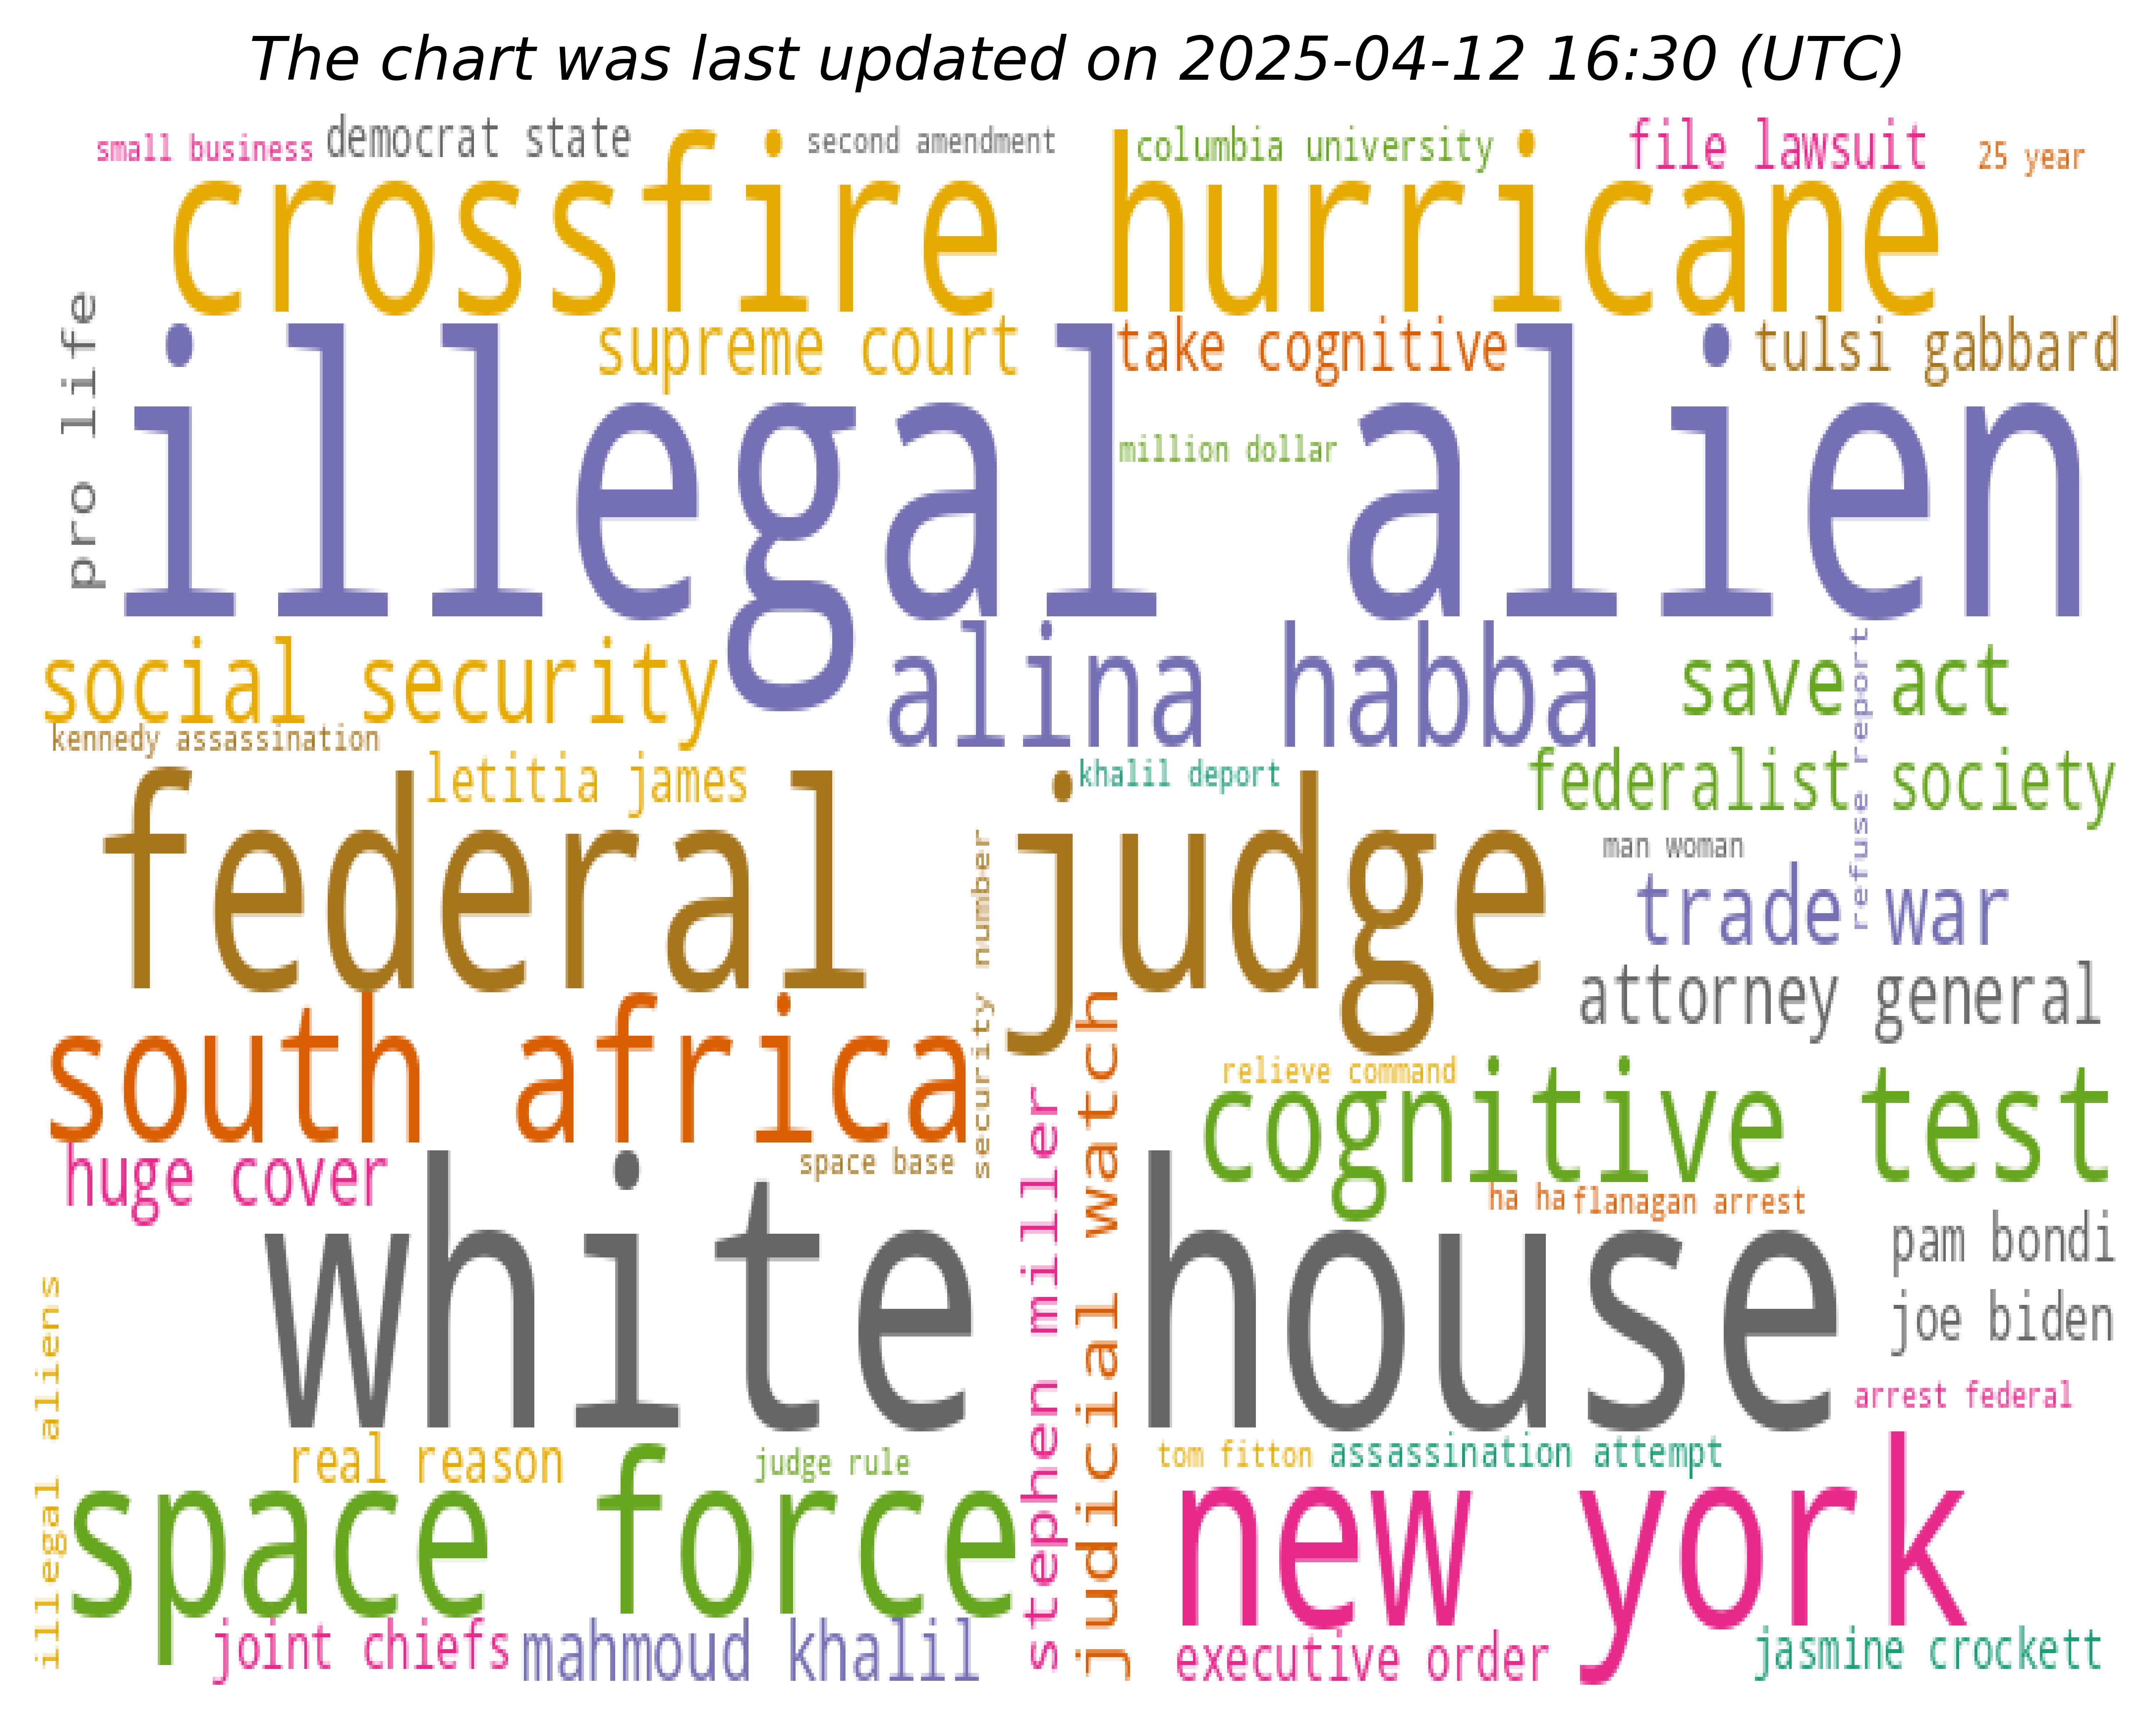 The chart was last updated on 2025-04-12 16:30 (UTC)
small business
democrat state
second amendment
columbia university
file lawsuit
25 year
crossfire hurricane
pro life
supreme court
take cognitive
tulsi gabbard
illegal alien
million dollar
social security
alina habba
save act
refuse report
kennedy assassination
letitia james
khalil deport
federalist society
federal judge
man woman
security number
trade war
attorney general
south africa
judicial watch
relieve command
cognitive test
stephen miller
huge cover
space base
ha ha
flanagan arrest
white house
pam bondi
joe biden
illegal aliens
arrest federal
real reason
judge rule
tom fitton
assassination attempt
space force
new york
joint chiefs
mahmoud khalil
executive order
jasmine crockett